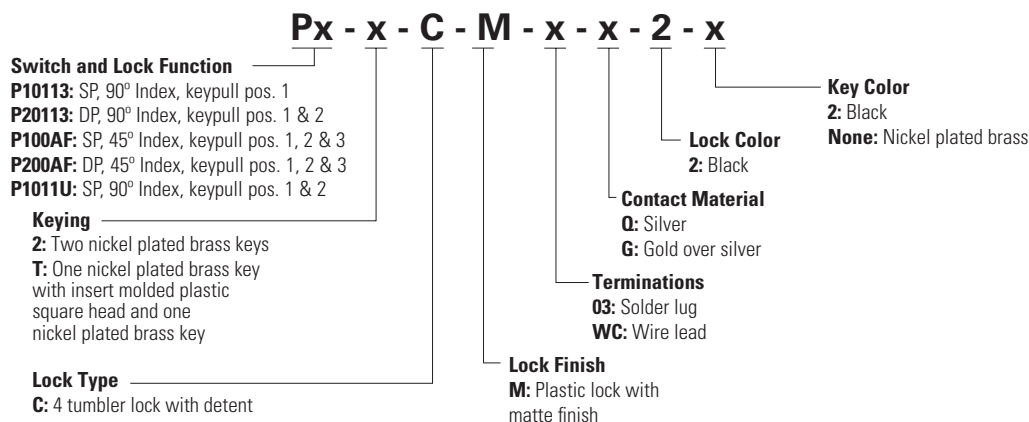 Px - x - C - M - x - x - 2 - x
Switch and Lock Function
P10113: SP, 90º Index, keypull pos. 1
P20113: DP, 90º Index, keypull pos. 1 & 2
P100AF: SP, 45º Index, keypull pos. 1, 2 & 3
P200AF: DP, 45º Index, keypull pos. 1, 2 & 3
P1011U: SP, 90º Index, keypull pos. 1 & 2
Keying
2: Two nickel plated brass keys
T: One nickel plated brass key
with insert molded plastic
square head and one
nickel plated brass key
Lock Type
C: 4 tumbler lock with detent
Lock Finish
M: Plastic lock with
matte finish
Terminations
03: Solder lug
WC: Wire lead
Contact Material
Q: Silver
G: Gold over silver
Lock Color
2: Black
Key Color
2: Black
None: Nickel plated brass